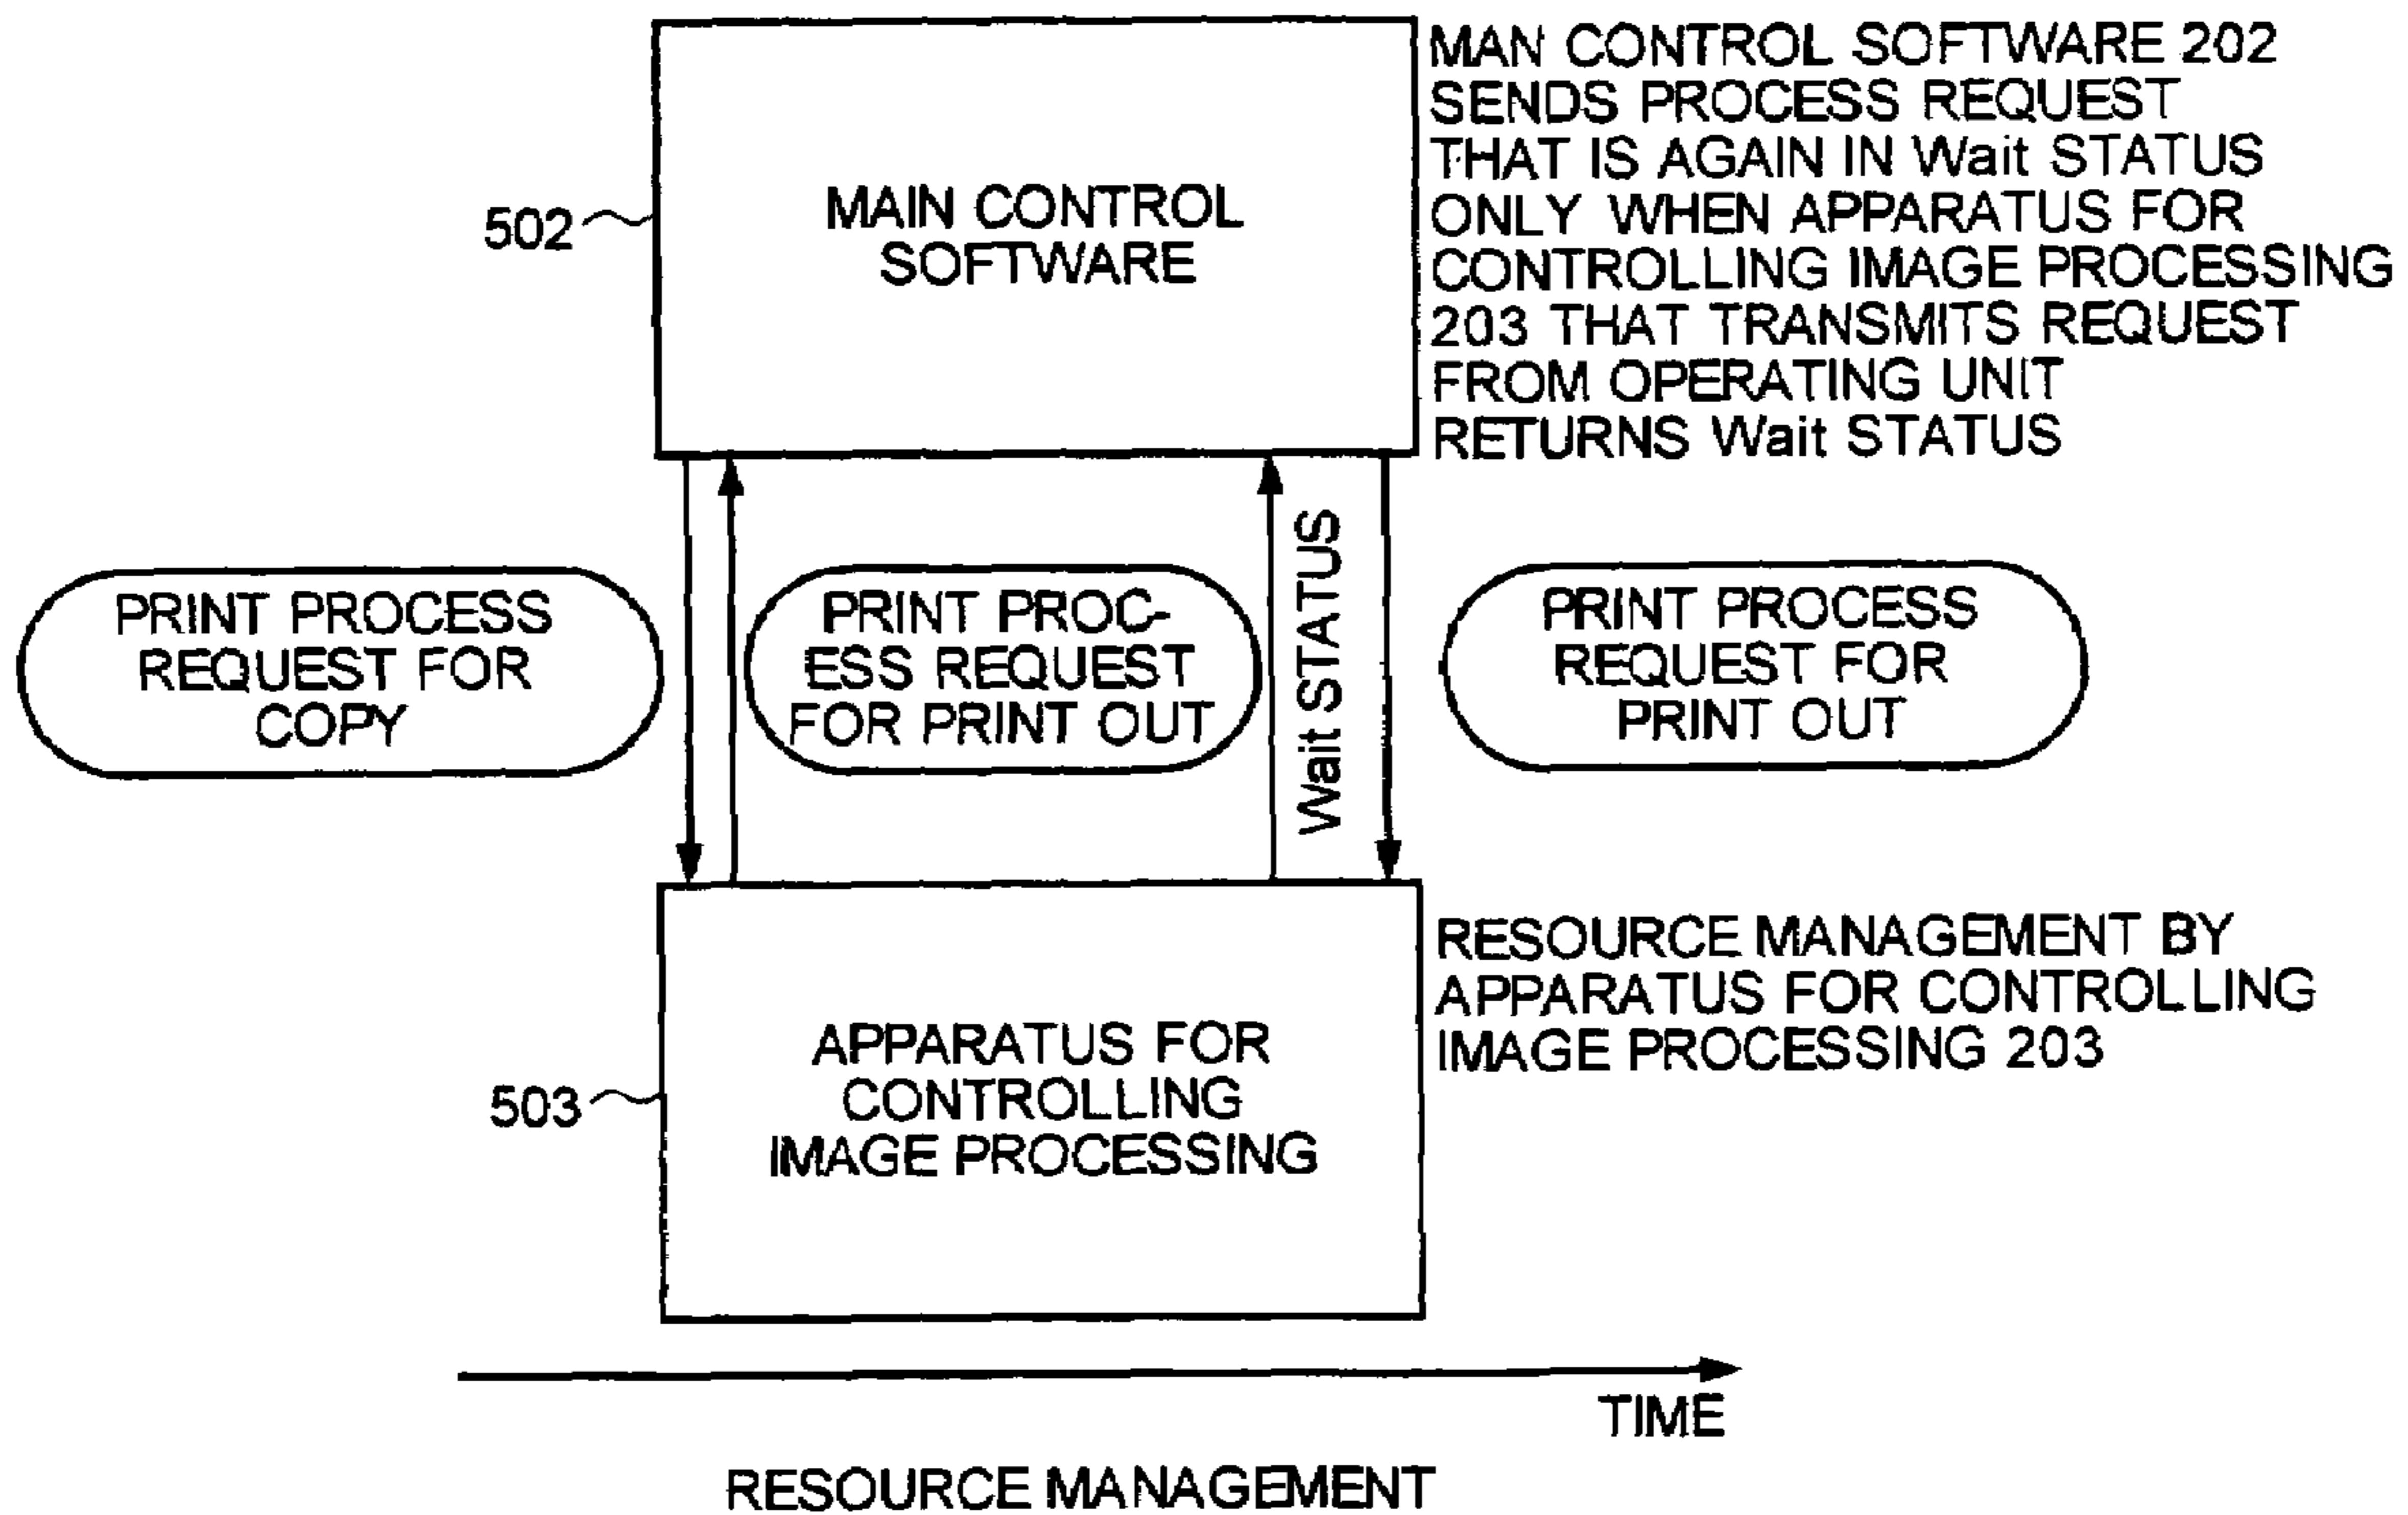 MAN CONTROL SOFTWARE 202
SENDS PROCESS REQUEST
THAT IS AGAIN IN Wait STATUS
ONLY WHEN APPARATUS FOR
CONTROLLING IMAGE PROCESSING
203 THAT TRANSMITS REQUEST
FROM OPERATING UNIT
RETURNS Wait STATUS
502
MAIN CONTROL
SOFTWARE
PRINT PROCESS
REQUEST FOR
COPY
PRINT PROC-
ESS REQUEST
FOR PRINT OUT
Wait STATUS
PRINT PROCESS
REQUEST FOR
PRINT OUT
503
APPARATUS FOR
CONTROLLING
IMAGE PROCESSING
RESOURCE MANAGEMENT BY
APPARATUS FOR CONTROLLING
IMAGE PROCESSING 203
TIME
RESOURCE MANAGEMENT